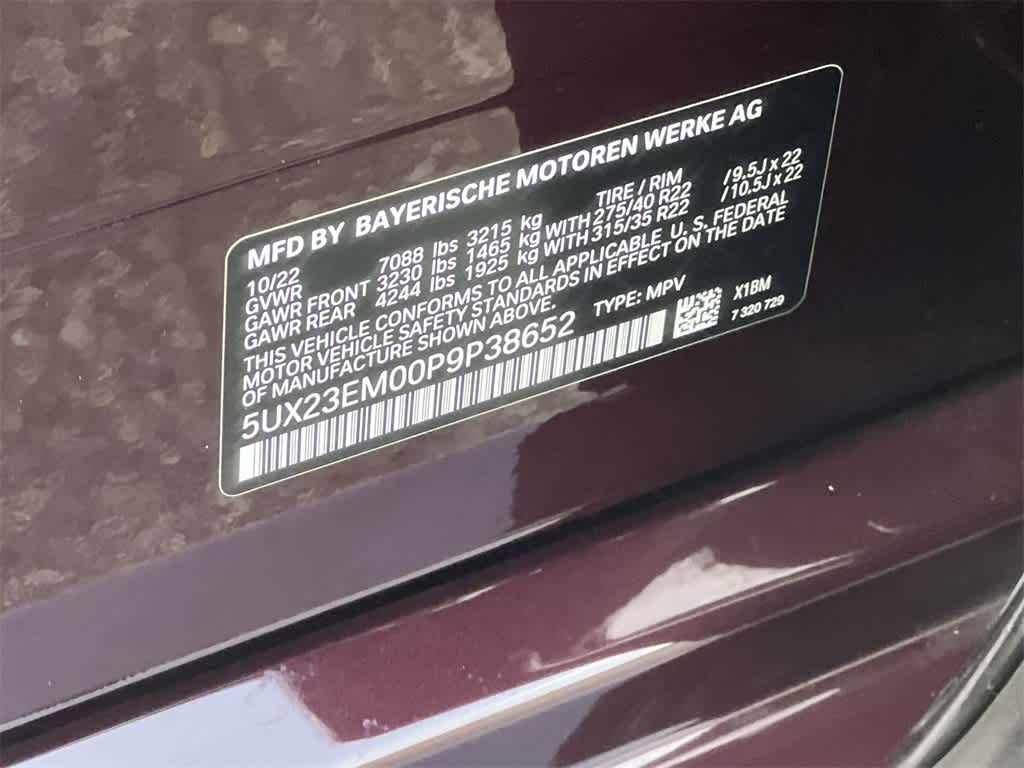 MFD BY BAYERISCHE MOTOREN WERKE AG
10/22 TIRE / RIM
GVWR 7088 lbs 3215 kg
GAWR FRONT 3230 lbs 1465 kg WITH 275/40 R22 /9.5J x 22
GAWR REAR 4244 lbs 1925 kg WITH 315/35 R22 /10.5J x 22
THIS VEHICLE CONFORMS TO ALL APPLICABLE U. S. FEDERAL
MOTOR VEHICLE SAFETY STANDARDS IN EFFECT ON THE DATE
OF MANUFACTURE SHOWN ABOVE.
5UX23EM00P9P38652 TYPE: MPV X1BM
7 320 729